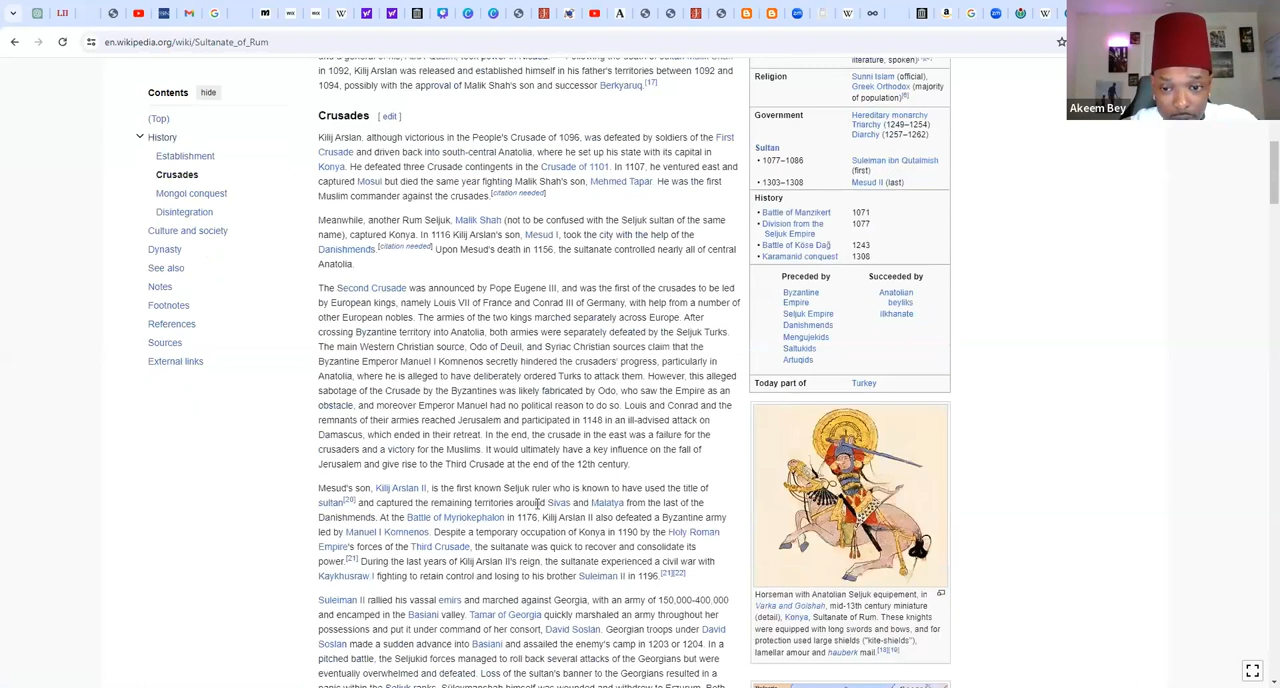 en.wikipedia.org/wiki/Sultanate_of_Rum
Akeem Bey
Contents hide
(Top)
History
Establishment
Crusades
Mongol conquest
Disintegration
Culture and society
Dynasty
See also
Notes
Footnotes
References
Sources
External links
in 1092, Kilij Arslan was released and established himself in his father's territories between 1092 and
1094, possibly with the approval of Malik Shah's son and successor Berkyaruq.[17]
Crusades [ edit ]
Kilij Arslan, although victorious in the People's Crusade of 1096, was defeated by soldiers of the First
Crusade and driven back into south-central Anatolia, where he set up his state with its capital in
Konya. He defeated three Crusade contingents in the Crusade of 1101. In 1107, he ventured east and
captured Mosul but died the same year fighting Malik Shah's son, Mehmed Tapar. He was the first
Muslim commander against the crusades.[citation needed]
Meanwhile, another Rum Seljuk, Malik Shah (not to be confused with the Seljuk sultan of the same
name), captured Konya. In 1116 Kilij Arslan's son, Mesud I, took the city with the help of the
Danishmends.[citation needed] Upon Mesud's death in 1156, the sultanate controlled nearly all of central
Anatolia.
The Second Crusade was announced by Pope Eugene III, and was the first of the crusades to be led
by European kings, namely Louis VII of France and Conrad III of Germany, with help from a number of
other European nobles. The armies of the two kings marched separately across Europe. After
crossing Byzantine territory into Anatolia, both armies were separately defeated by the Seljuk Turks.
The main Western Christian source, Odo of Deuil, and Syriac Christian sources claim that the
Byzantine Emperor Manuel I Komnenos secretly hindered the crusaders' progress, particularly in
Anatolia, where he is alleged to have deliberately ordered Turks to attack them. However, this alleged
sabotage of the Crusade by the Byzantines was likely fabricated by Odo, who saw the Empire as an
obstacle, and moreover Emperor Manuel had no political reason to do so. Louis and Conrad and the
remnants of their armies reached Jerusalem and participated in 1148 in an ill-advised attack on
Damascus, which ended in their retreat. In the end, the crusade in the east was a failure for the
crusaders and a victory for the Muslims. It would ultimately have a key influence on the fall of
Jerusalem and give rise to the Third Crusade at the end of the 12th century.
Mesud's son, Kilij Arslan II, is the first known Seljuk ruler who is known to have used the title of
sultan[20] and captured the remaining territories around Sivas and Malatya from the last of the
Danishmends. At the Battle of Myriokephalon in 1176, Kilij Arslan II also defeated a Byzantine army
led by Manuel I Komnenos. Despite a temporary occupation of Konya in 1190 by the Holy Roman
Empire's forces of the Third Crusade, the sultanate was quick to recover and consolidate its
power.[21] During the last years of Kilij Arslan II's reign, the sultanate experienced a civil war with
Kaykhusraw I fighting to retain control and losing to his brother Suleiman II in 1196.[21][22]
Suleiman II rallied his vassal emirs and marched against Georgia, with an army of 150,000-400,000
and encamped in the Basiani valley. Tamar of Georgia quickly marshaled an army throughout her
possessions and put it under command of her consort, David Soslan. Georgian troops under David
Soslan made a sudden advance into Basiani and assailed the enemy's camp in 1203 or 1204. In a
pitched battle, the Seljukid forces managed to roll back several attacks of the Georgians but were
eventually overwhelmed and defeated. Loss of the sultan's banner to the Georgians resulted in a
literature, spoken)
Religion Sunni Islam (official),
Greek Orthodox (majority
of population)[6]
Government Hereditary monarchy
Triarchy (1249–1254)
Diarchy (1257–1262)
Sultan
• 1077–1086 Suleiman ibn Qutalmish
(first)
• 1303–1308 Mesud II (last)
History
• Battle of Manzikert 1071
• Division from the 1077
Seljuk Empire
• Battle of Köse Dağ 1243
• Karamanid conquest 1308
Preceded by Succeeded by
Byzantine Anatolian
Empire beyliks
Seljuk Empire Ilkhanate
Danishmends
Mengujekids
Saltukids
Artuqids
Today part of Turkey
Horseman with Anatolian Seljuk equipement, in
Varka and Golshah, mid-13th century miniature
(detail), Konya, Sultanate of Rum. These knights
were equipped with long swords and bows, and for
protection used large shields ("kite-shields"),
lamellar amour and hauberk mail.[18][19]